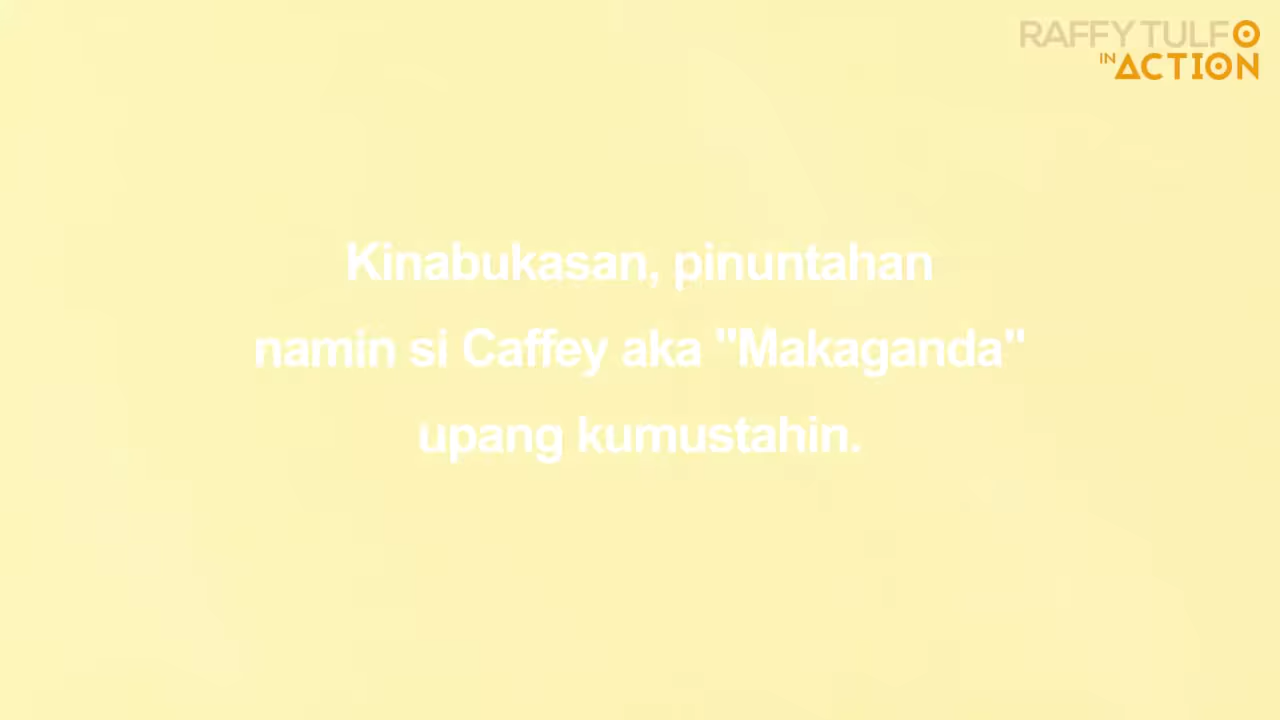 RAFFY TULFO
IN ACTION
Kinabukasan, pinuntahan
namin si Caffey aka "Makaganda"
upang kumustahin.